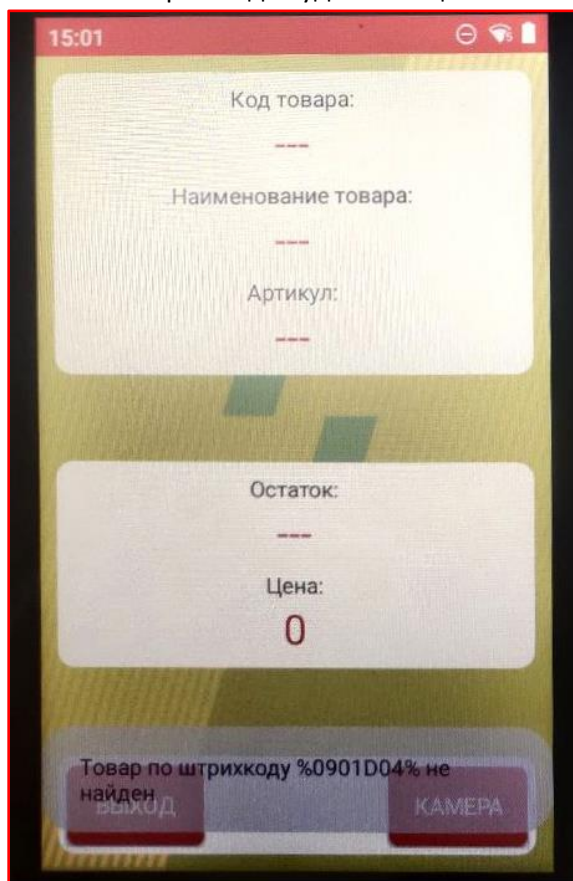 15:01
Код товара:
---
Наименование товара:
---
Артикул:
---
Остаток:
---
Цена:
0
Товар по штрихкоду %0901D04% не
найден
ВЫХОД
КАМЕРА